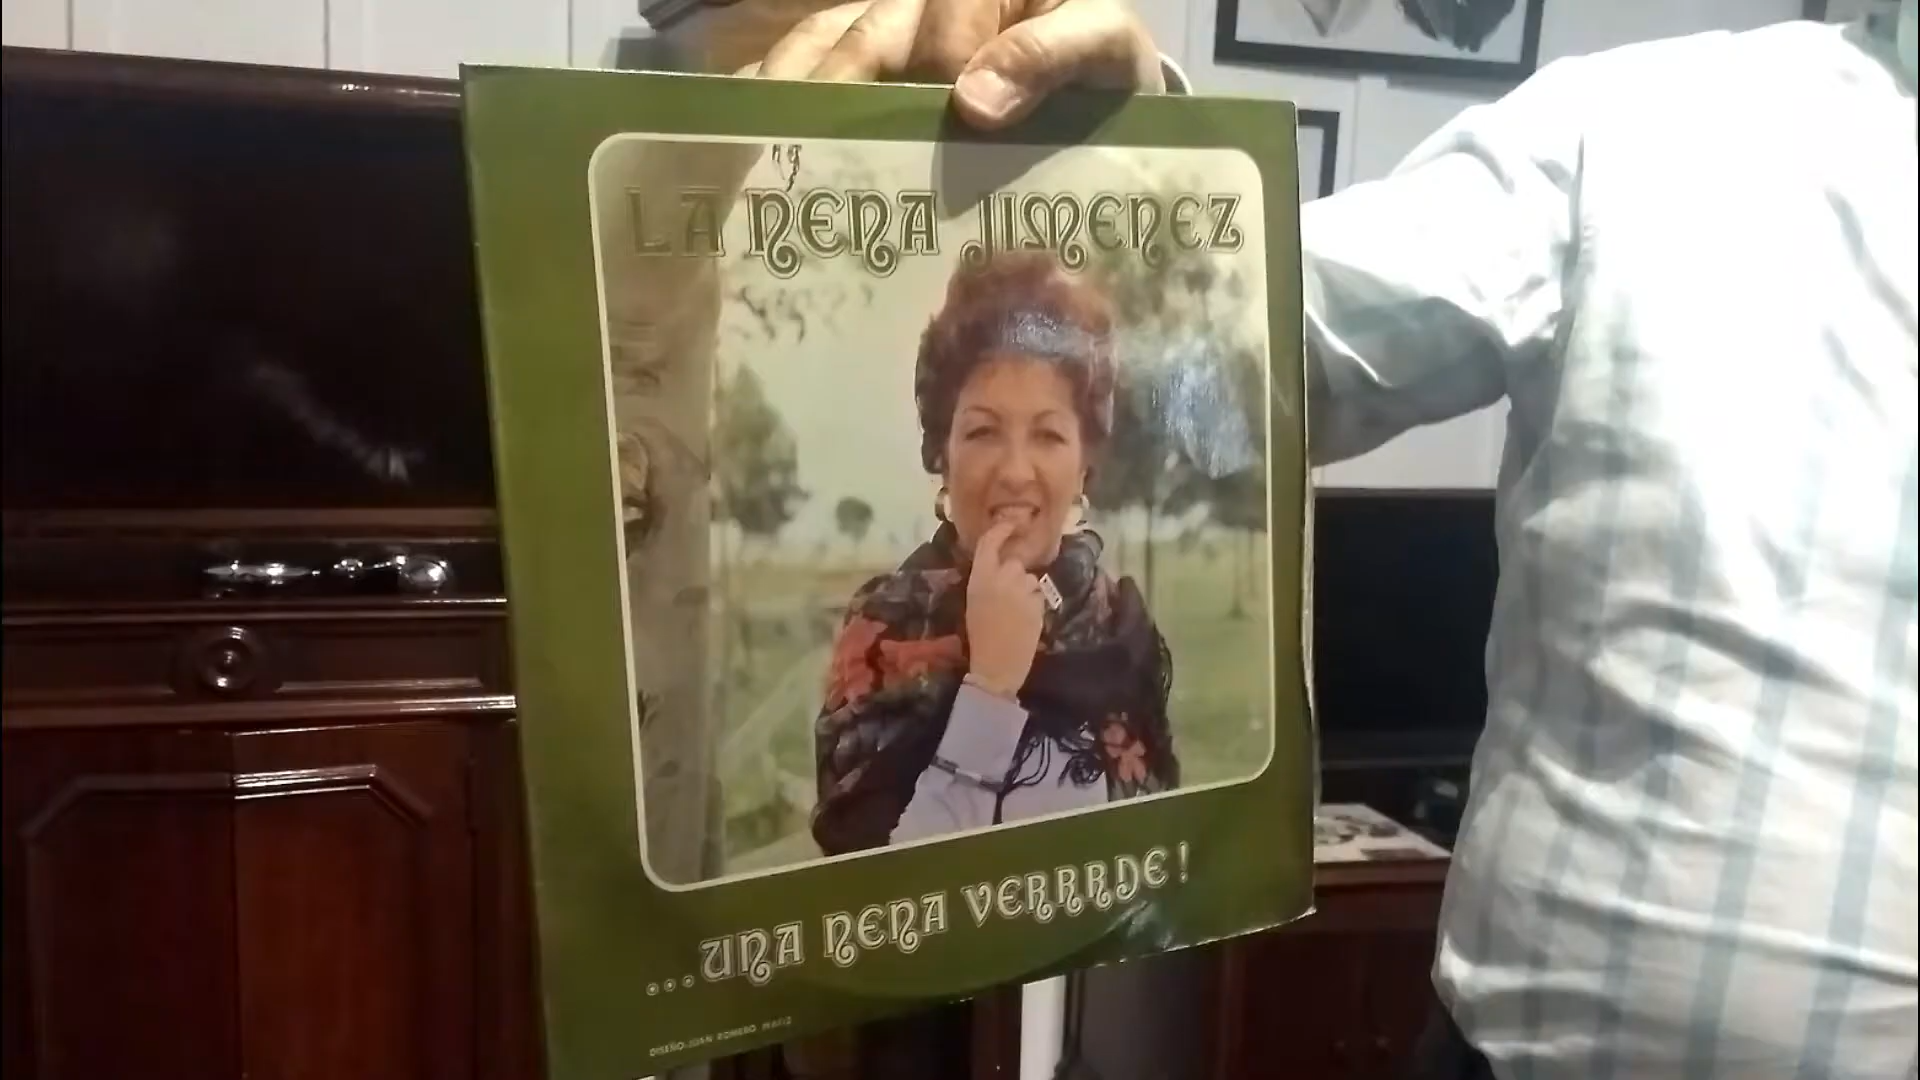 LA NENA JIMENEZ
...UNA NENA VERRRDE!
DISEÑO-JUAN ROMERO